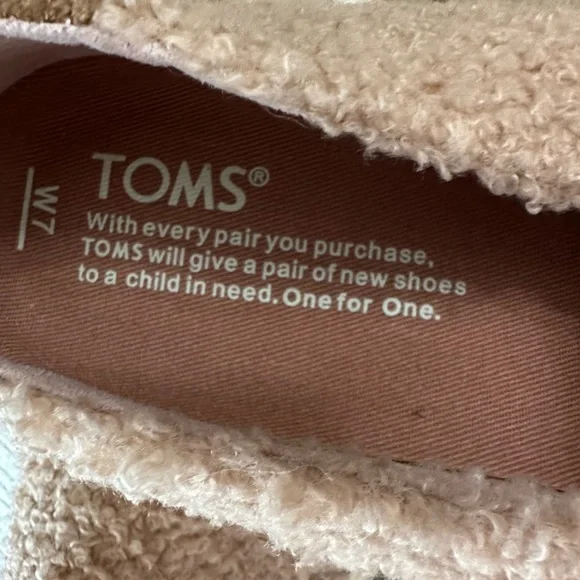 TOMS®
With every pair you purchase,
TOMS will give a pair of new shoes
to a child in need. One for One.
W7